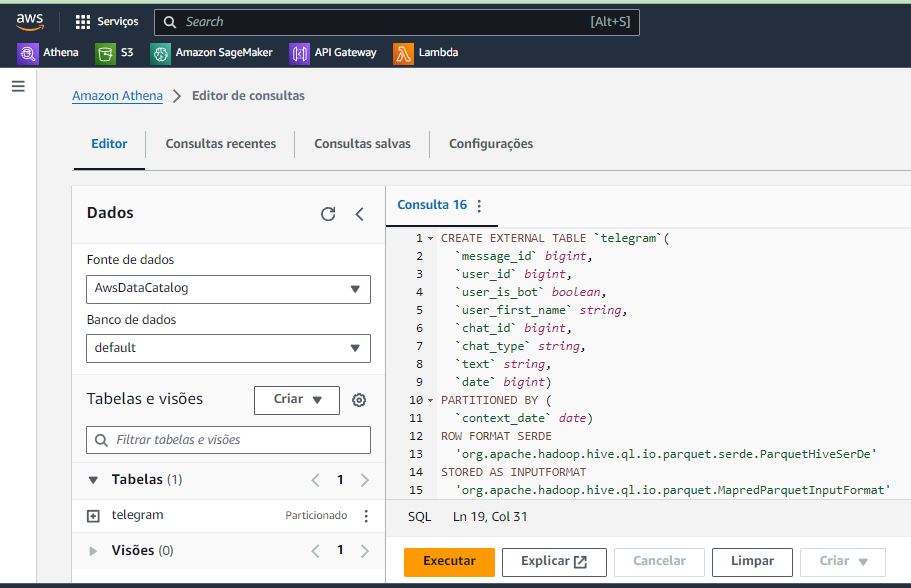 aws
Serviços
Search
[Alt+S]
Athena
S3
Amazon SageMaker
API Gateway
Lambda
Amazon Athena
Editor de consultas
Editor
Consultas recentes
Consultas salvas
Configurações
Dados
Fonte de dados
AwsDataCatalog
Banco de dados
default
Tabelas e visões
Criar
Filtrar tabelas e visões
Tabelas (1)
1
telegram
Particionado
Visões (0)
1
Consulta 16
1 CREATE EXTERNAL TABLE `telegram`(
2 `message_id` bigint,
3 `user_id` bigint,
4 `user_is_bot` boolean,
5 `user_first_name` string,
6 `chat_id` bigint,
7 `chat_type` string,
8 `text` string,
9 `date` bigint)
10 PARTITIONED BY (
11 `context_date` date)
12 ROW FORMAT SERDE
13 'org.apache.hadoop.hive.ql.io.parquet.serde.ParquetHiveSerDe'
14 STORED AS INPUTFORMAT
15 'org.apache.hadoop.hive.ql.io.parquet.MapredParquetInputFormat'
SQL
Ln 19, Col 31
Executar
Explicar
Cancelar
Limpar
Criar